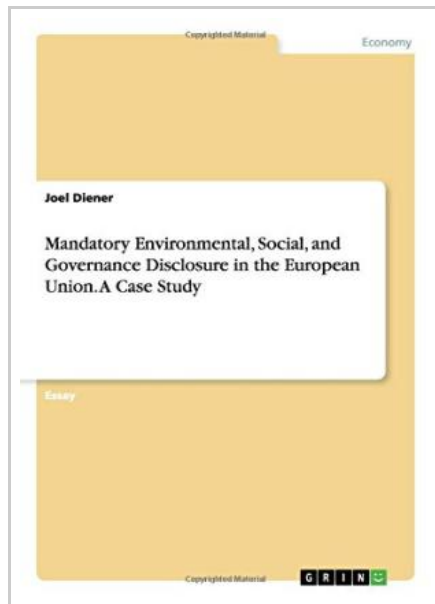 Copyrighted Material
Economy
Joel Diener
Mandatory Environmental, Social, and
Governance Disclosure in the European
Union. A Case Study
Essay
Copyrighted Material
GRIN